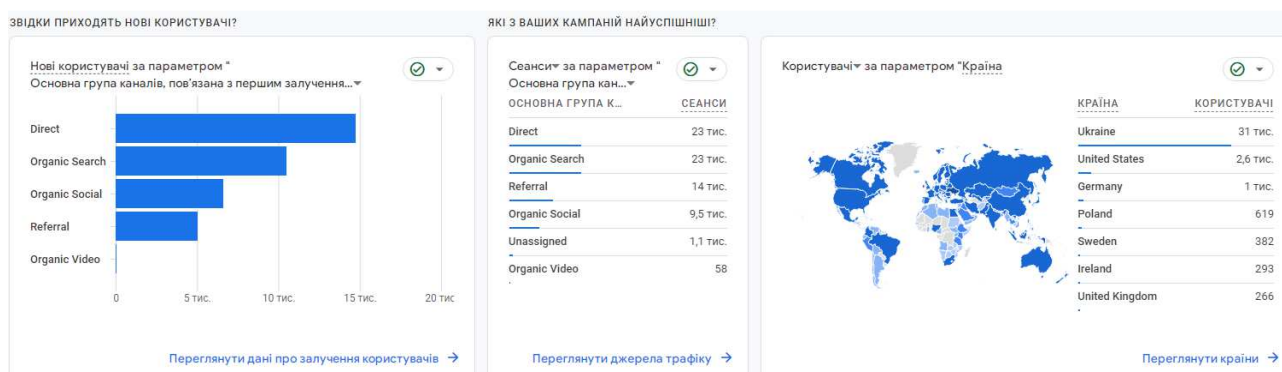 ЗВІДКИ ПРИХОДЯТЬ НОВІ КОРИСТУВАЧІ?
Нові користувачі за параметром "
Основна група каналів, пов'язана з першим залучення...
Direct
Organic Search
Organic Social
Referral
Organic Video
0
5 тис.
10 тис.
15 тис.
20 тис
Переглянути дані про залучення користувачів →
ЯКІ З ВАШИХ КАМПАНІЙ НАЙУСПІШНІШІ?
Сеанси за параметром "
Основна група кан...
ОСНОВНА ГРУПА К... СЕАНСИ
Direct 23 тис.
Organic Search 23 тис.
Referral 14 тис.
Organic Social 9,5 тис.
Unassigned 1,1 тис.
Organic Video 58
Переглянути джерела трафіку →
Користувачі за параметром "Країна
КРАЇНА КОРИСТУВАЧІ
Ukraine 31 тис.
United States 2,6 тис.
Germany 1 тис.
Poland 619
Sweden 382
Ireland 293
United Kingdom 266
Переглянути країни →